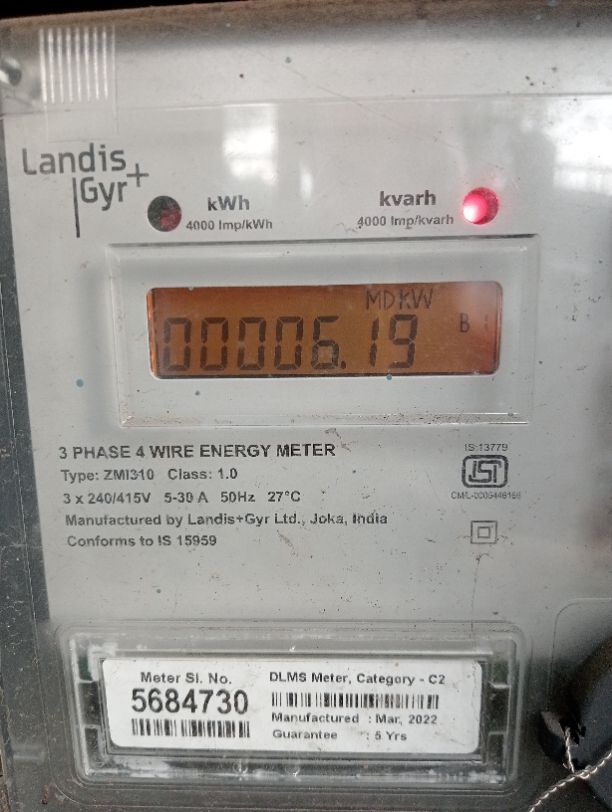 Landis
Gyr+
kWh
4000 Imp/kWh
kvarh
4000 Imp/kvarh
MDKW
000006.19 B
3 PHASE 4 WIRE ENERGY METER
Type: ZMI310 Class: 1.0
3 x 240/415V 5-30 A 50Hz 27°C
Manufactured by Landis+Gyr Ltd., Joka, India
Conforms to IS 15959
IS:13779
ISI
Meter Sl. No.
5684730
DLMS Meter, Category - C2
Manufactured : Mar, 2022
Guarantee : 5 Yrs